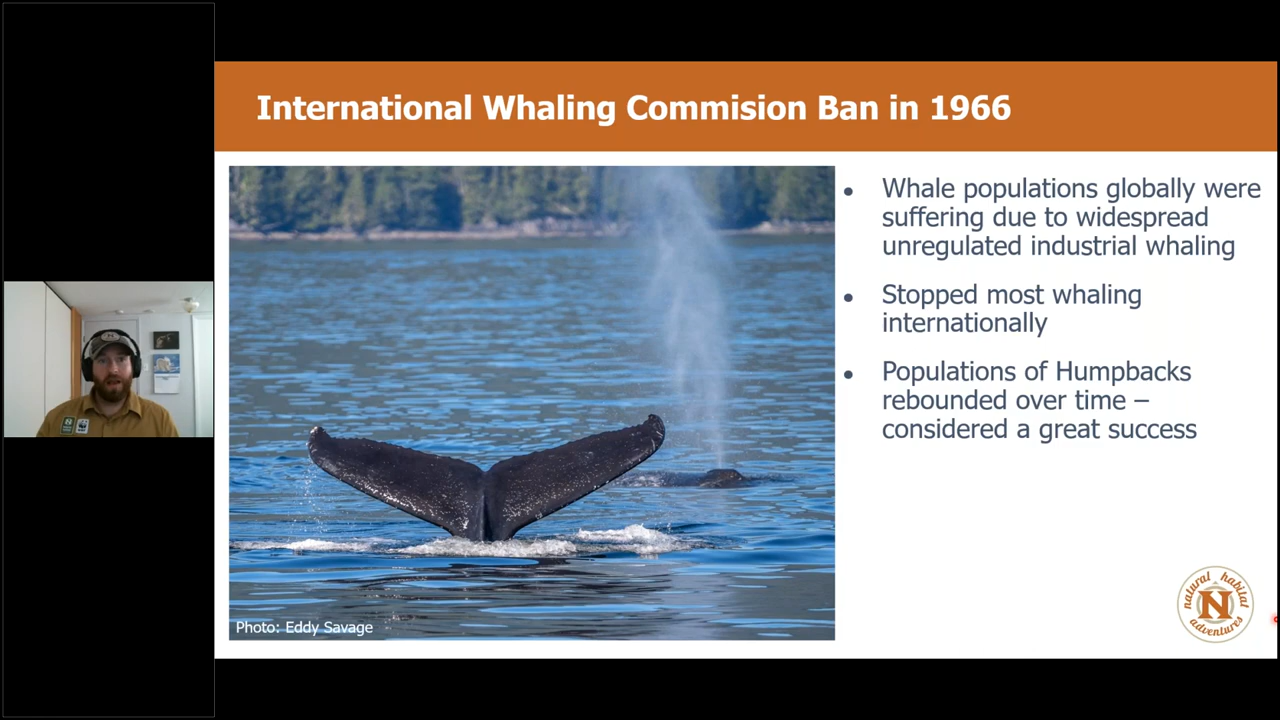 International Whaling Commision Ban in 1966
• Whale populations globally were
suffering due to widespread
unregulated industrial whaling
• Stopped most whaling
internationally
• Populations of Humpbacks
rebounded over time –
considered a great success
Photo: Eddy Savage
natural habitat
N
adventures